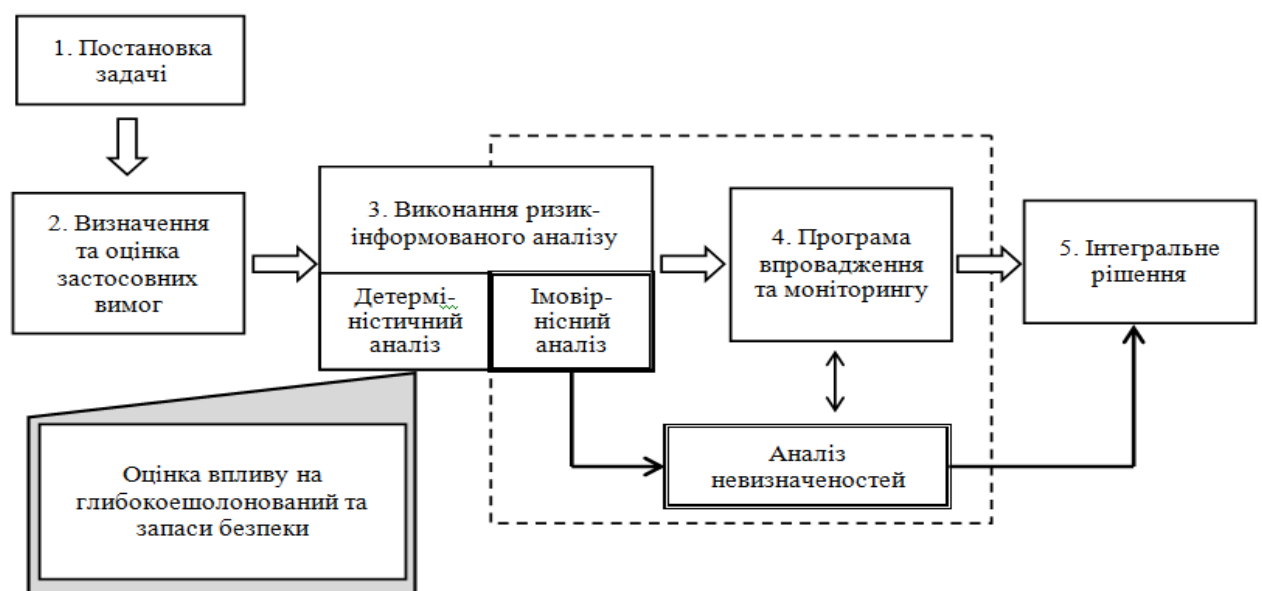 1. Постановка
задачі
2. Визначення
та оцінка
застосовних
вимог
3. Виконання ризик-
інформованого аналізу
Детермі-
ністичний
аналіз
Імовір-
нісний
аналіз
4. Програма
впровадження
та моніторингу
5. Інтегральне
рішення
Аналіз
невизначеностей
Оцінка впливу на
глибокоешолонований та
запаси безпеки